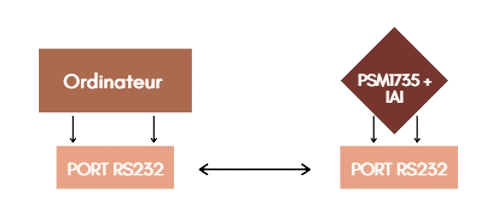 Ordinateur
PSM1735 +
IAI
PORT RS232
PORT RS232